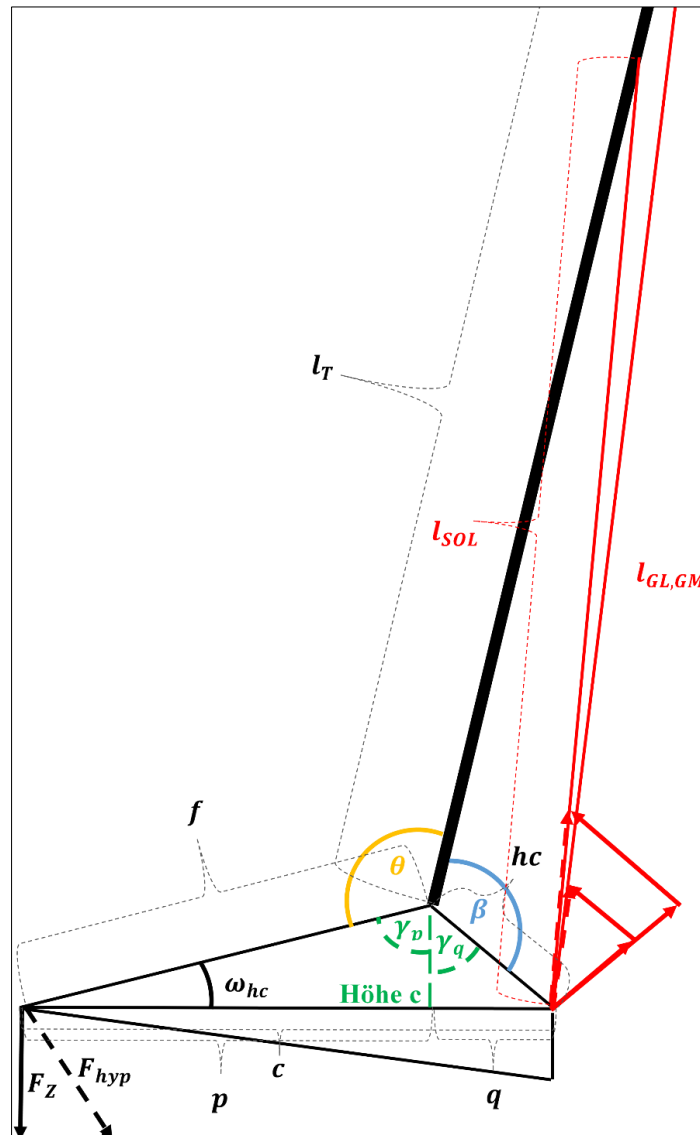 l_T
l_SOL
l_GL,GM
f
hc
θ
β
γ_p
γ_q
ω_hc
Höhe c
F_Z
F_hyp
c
p
q